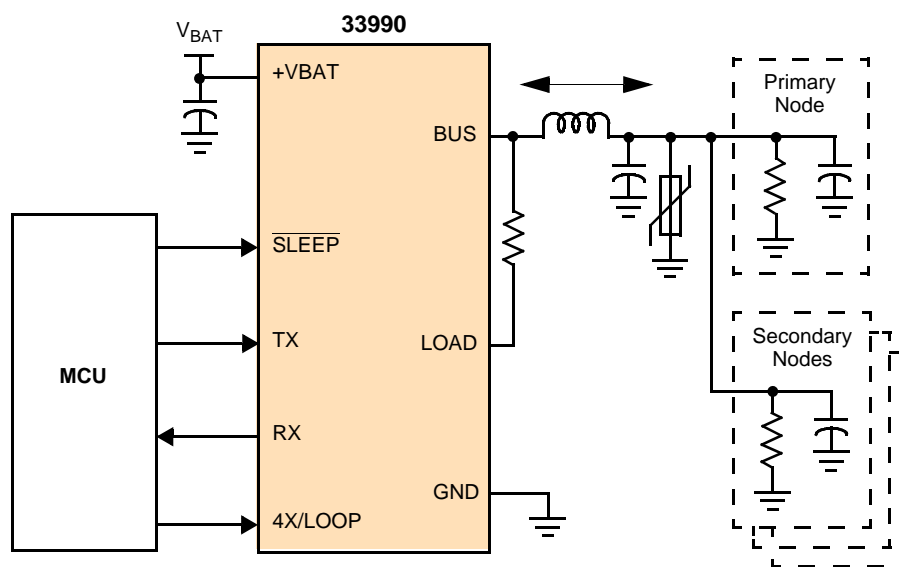 33990
VBAT
+VBAT
Primary
Node
BUS
SLEEP
TX
LOAD
Secondary
Nodes
MCU
RX
GND
4X/LOOP